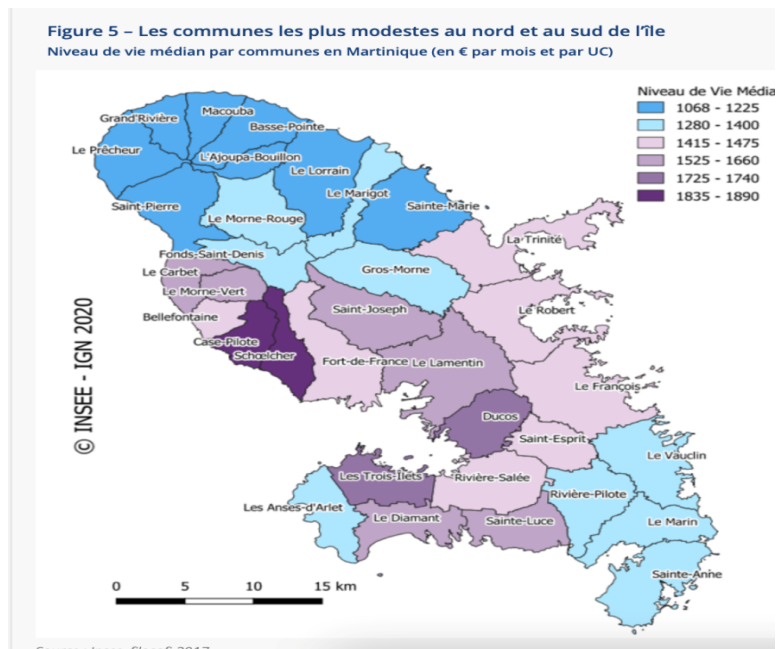 Figure 5 – Les communes les plus modestes au nord et au sud de l'île
Niveau de vie médian par communes en Martinique (en € par mois et par UC)
Niveau de Vie Média
1068 - 1225
1280 - 1400
1415 - 1475
1525 - 1660
1725 - 1740
1835 - 1890
Macouba
Grand'Rivière
Basse-Pointe
Le Prêcheur
L'Ajoupa-Bouillon
Le Lorrain
Le Marigot
Saint-Pierre
Sainte-Marie
Le Morne-Rouge
La Trinité
Fonds-Saint-Denis
Le Carbet
Gros-Morne
Le Morne-Vert
Saint-Joseph
Le Robert
Bellefontaine
Case-Pilote
Schœlcher
Fort-de-France
Le Lamentin
Le François
Ducos
Saint-Esprit
Le Vauclin
Les Trois-Îlets
Rivière-Salée
Rivière-Pilote
Les Anses-d'Arlet
Le Diamant
Sainte-Luce
Le Marin
Sainte-Anne
© INSEE - IGN 2020
0 5 10 15 km